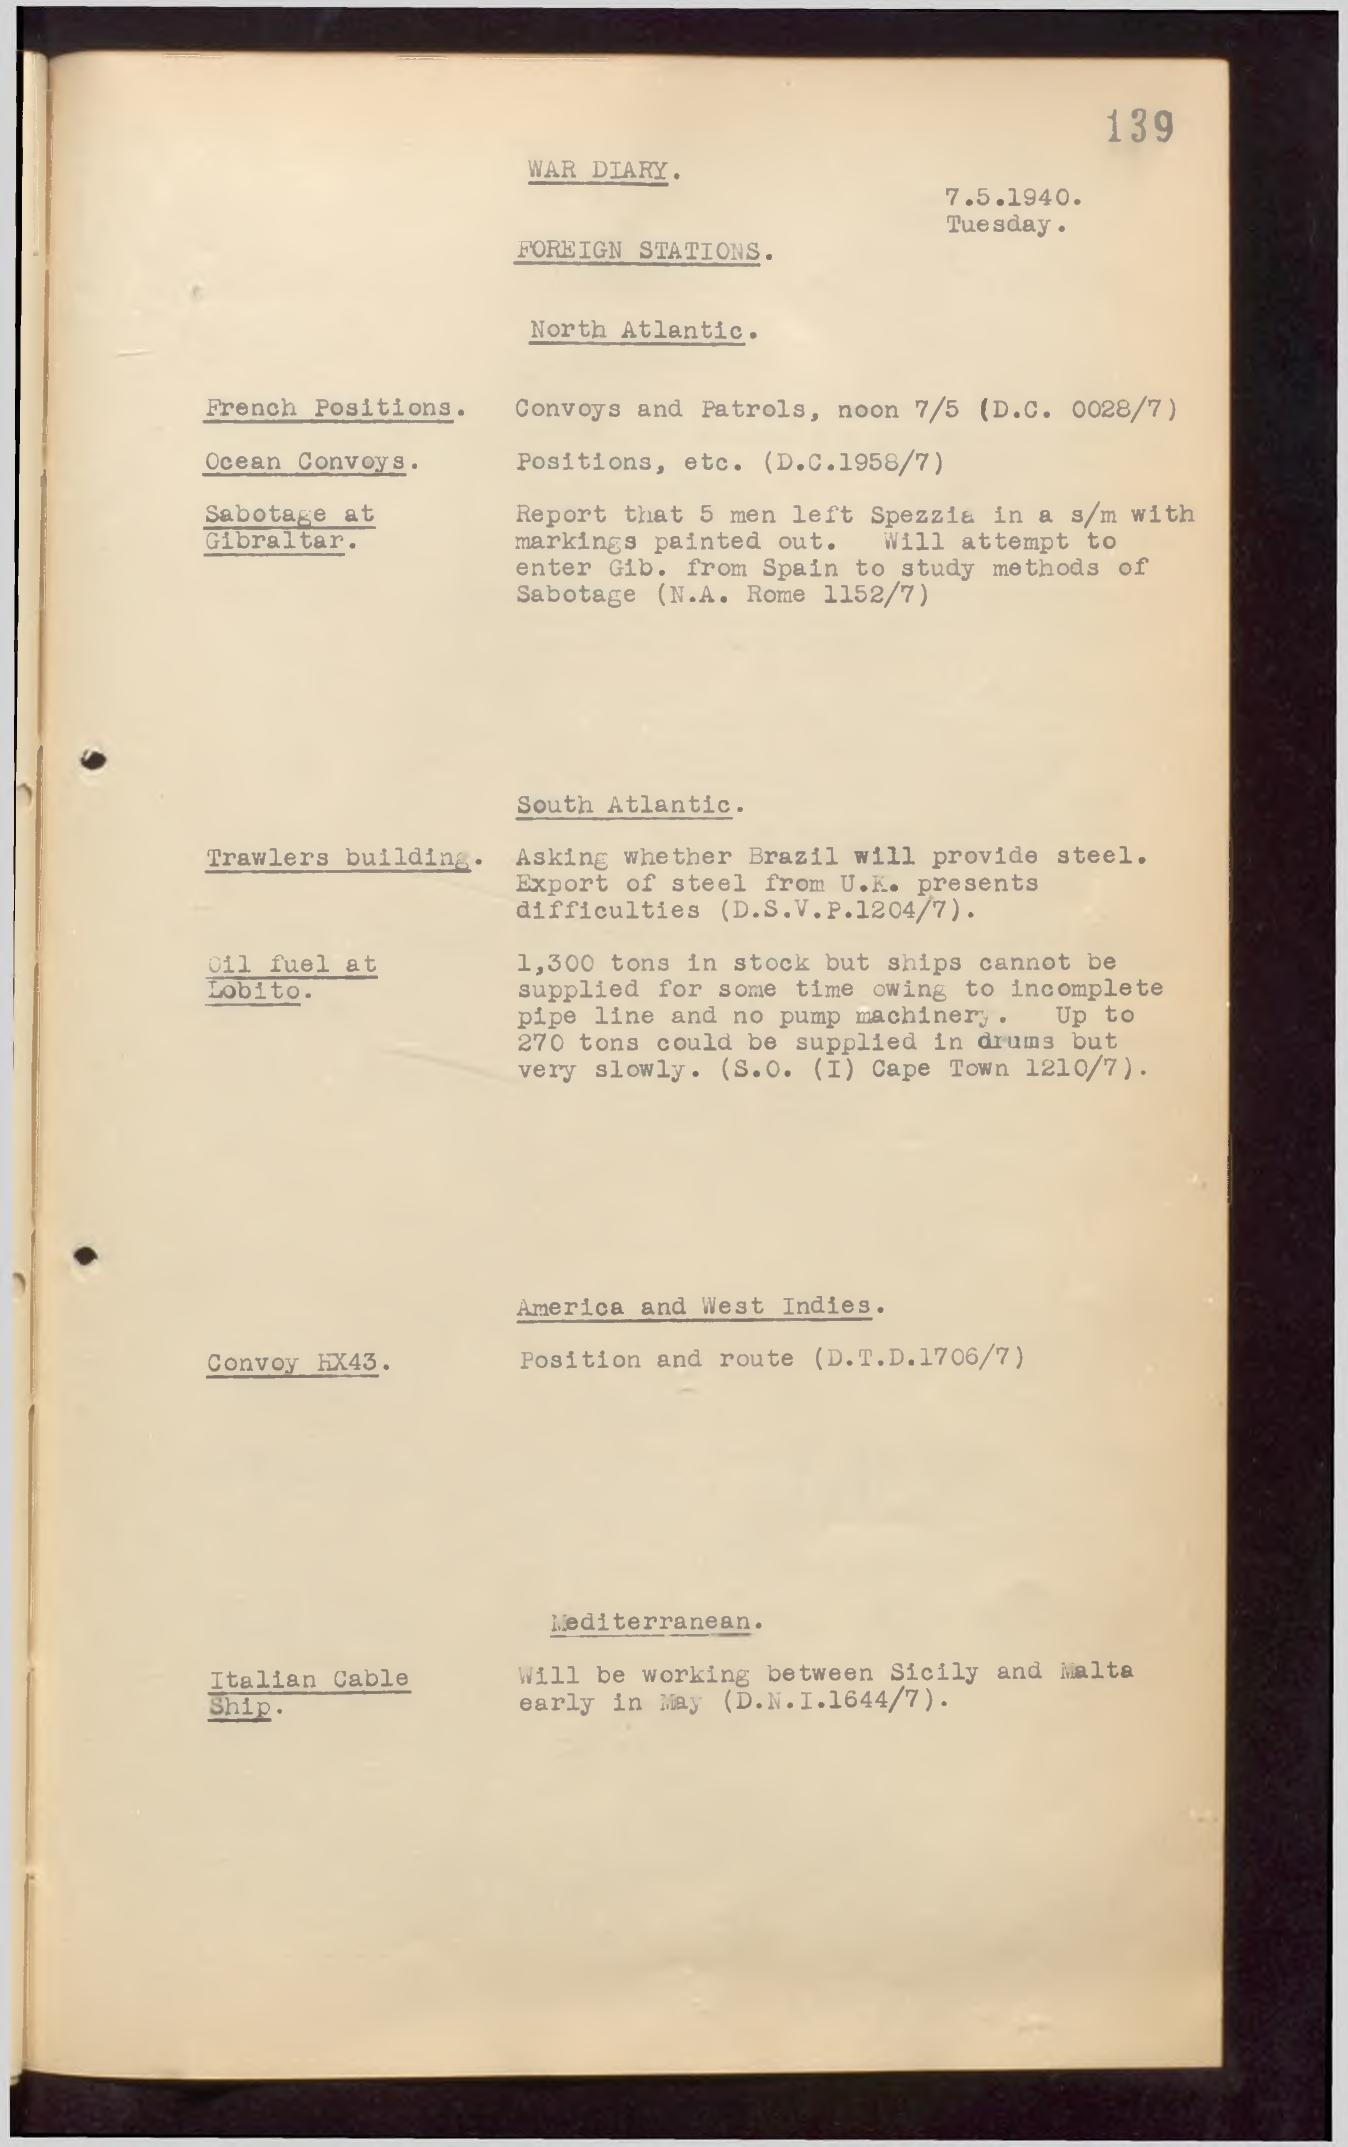 139
WAR DIARY.
7.5.1940.
Tuesday.
FOREIGN STATIONS.
North Atlantic.
French Positions. Convoys and Patrols, noon 7/5 (D.C. 0028/7)
Ocean Convoys. Positions, etc. (D.C.1958/7)
Sabotage at Report that 5 men left Spezzia in a s/m with
Gibraltar. markings painted out. Will attempt to
enter Gib. from Spain to study methods of
Sabotage (N.A. Rome 1152/7)
South Atlantic.
Trawlers building. Asking whether Brazil will provide steel.
Export of steel from U.K. presents
difficulties (D.S.V.P.1204/7).
Oil fuel at 1,300 tons in stock but ships cannot be
Lobito. supplied for some time owing to incomplete
pipe line and no pump machinery. Up to
270 tons could be supplied in drums but
very slowly. (S.O. (I) Cape Town 1210/7).
America and West Indies.
Convoy HX43. Position and route (D.T.D.1706/7)
Mediterranean.
Italian Cable Will be working between Sicily and Malta
Ship. early in May (D.N.I.1644/7).